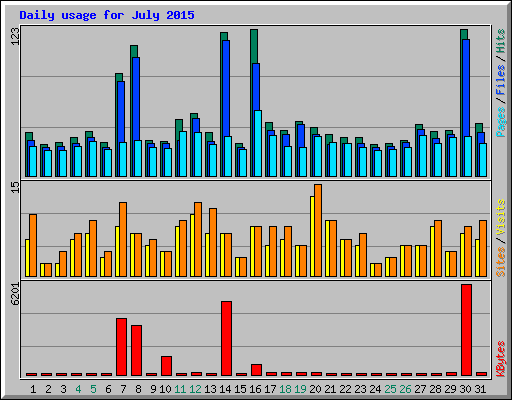 Daily usage for July 2015
123
Pages / Files / Hits
15
Sites / Visits
6201
KBytes
1 2 3 4 5 6 7 8 9 10 11 12 13 14 15 16 17 18 19 20 21 22 23 24 25 26 27 28 29 30 31